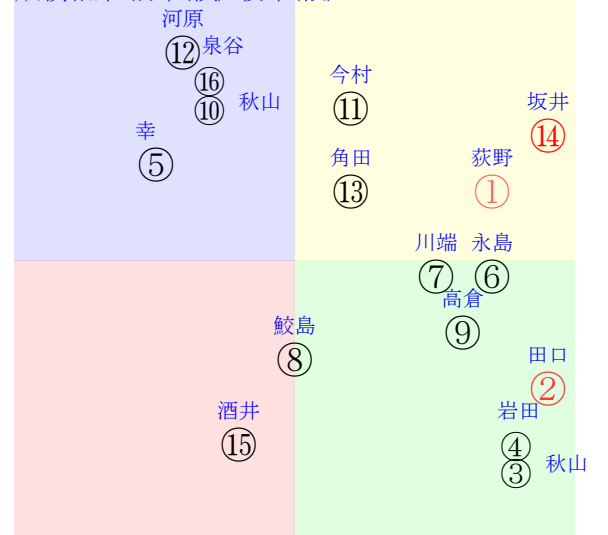 河原
⑫
泉谷
⑯
⑩
秋山
幸
⑤
今村
⑪
坂井
⑭
角田
⑬
荻野
①
川端
⑦
永島
⑥
高倉
⑨
鮫島
⑧
田口
②
酒井
⑮
岩田
④
③
秋山